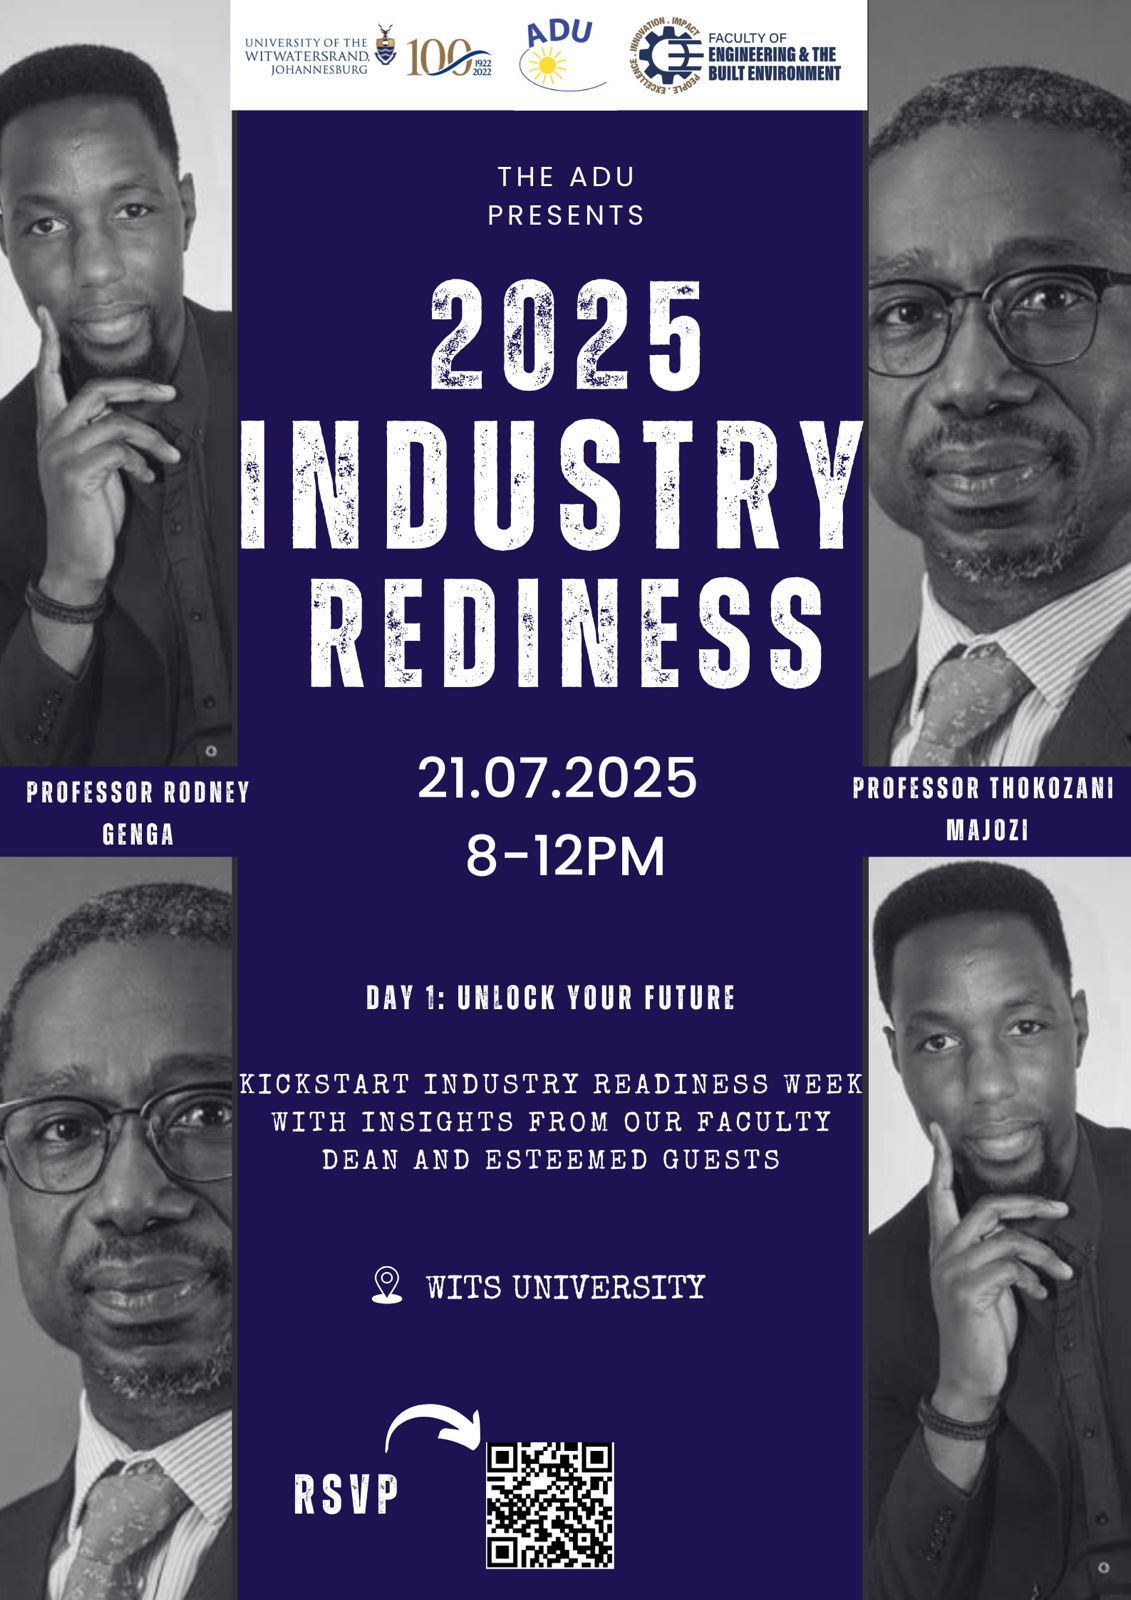 UNIVERSITY OF THE
WITWATERSRAND,
JOHANNESBURG
100
1922
2022
ADU
INNOVATION . IMPACT . PEOPLE . EXCELLENCE .
FACULTY OF
ENGINEERING & THE
BUILT ENVIRONMENT
THE ADU
PRESENTS
2025
INDUSTRY
REDINESS
21.07.2025
8-12PM
PROFESSOR RODNEY
GENGA
PROFESSOR THOKOZANI
MAJOZI
DAY 1: UNLOCK YOUR FUTURE
KICKSTART INDUSTRY READINESS WEEK
WITH INSIGHTS FROM OUR FACULTY
DEAN AND ESTEEMED GUESTS
WITS UNIVERSITY
RSVP